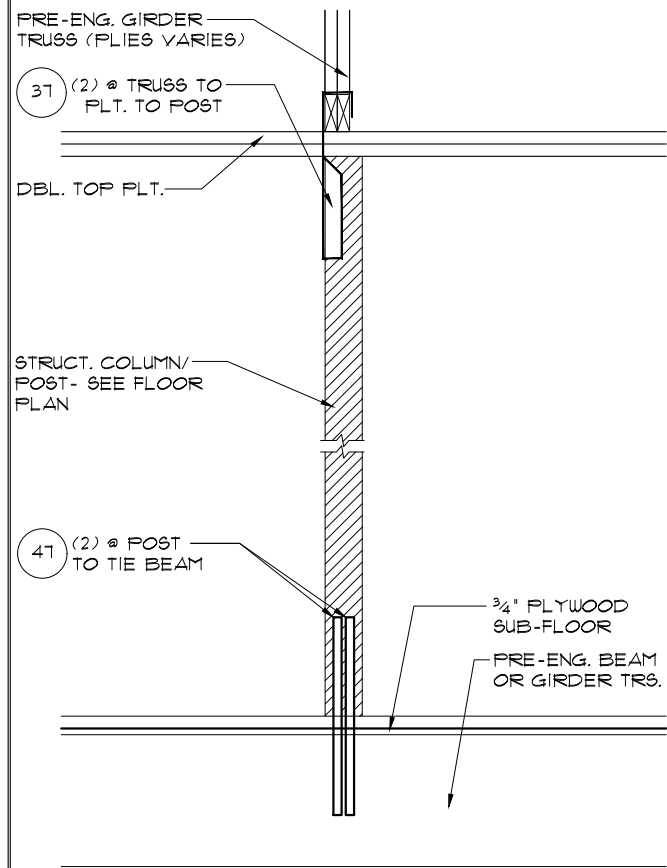 PRE-ENG. GIRDER
TRUSS (PLIES VARIES)
37 (2) @ TRUSS TO
PLT. TO POST
DBL. TOP PLT.
STRUCT. COLUMN/
POST- SEE FLOOR
PLAN
47 (2) @ POST
TO TIE BEAM
3/4" PLYWOOD
SUB-FLOOR
PRE-ENG. BEAM
OR GIRDER TRS.